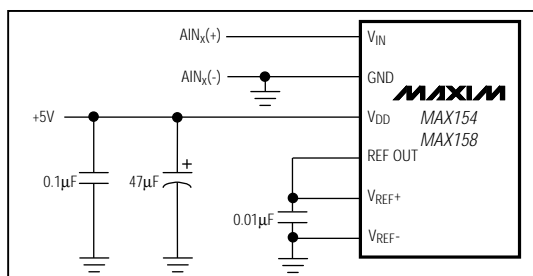 AINx(+)
VIN
AINx(-)
GND
MAXIM
+5V
VDD
MAX154
MAX158
REF OUT
0.1µF
47µF
+
VREF+
0.01µF
VREF-